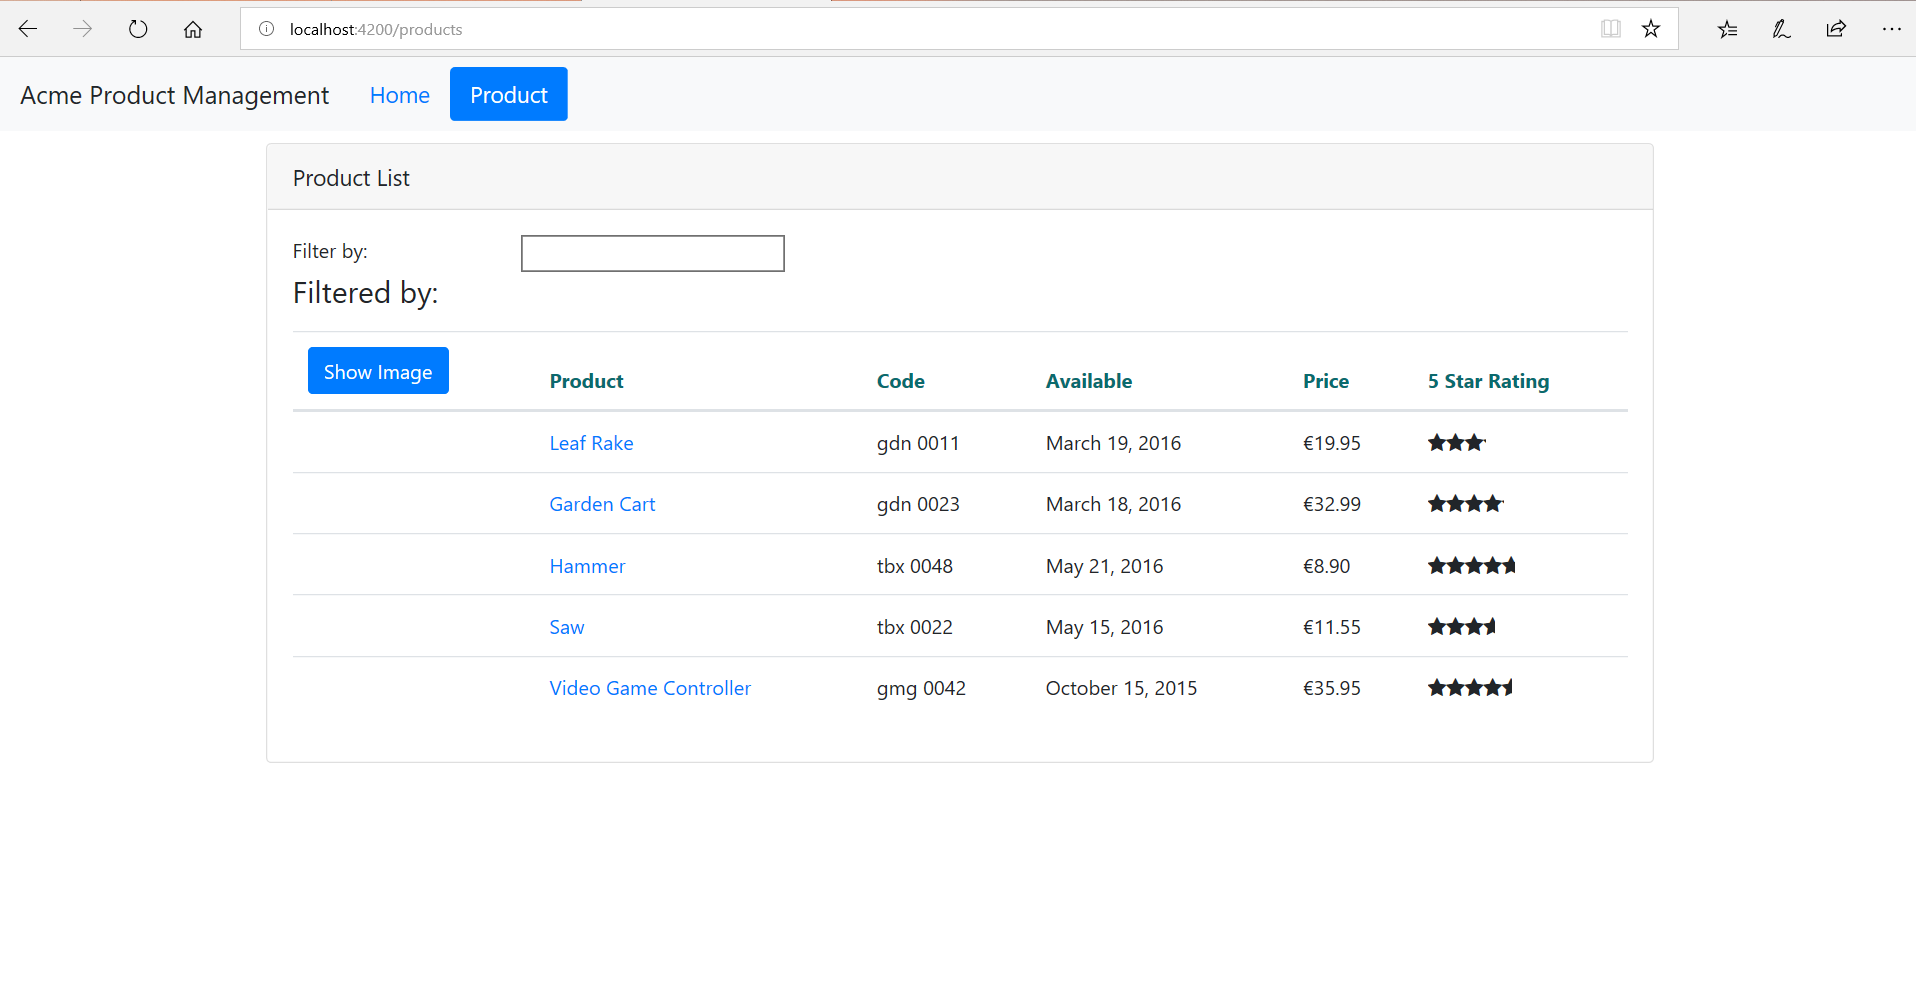 localhost:4200/products
Acme Product Management Home Product
Product List
Filter by:
Filtered by:
Show Image Product Code Available Price 5 Star Rating
Leaf Rake gdn 0011 March 19, 2016 €19.95
Garden Cart gdn 0023 March 18, 2016 €32.99
Hammer tbx 0048 May 21, 2016 €8.90
Saw tbx 0022 May 15, 2016 €11.55
Video Game Controller gmg 0042 October 15, 2015 €35.95